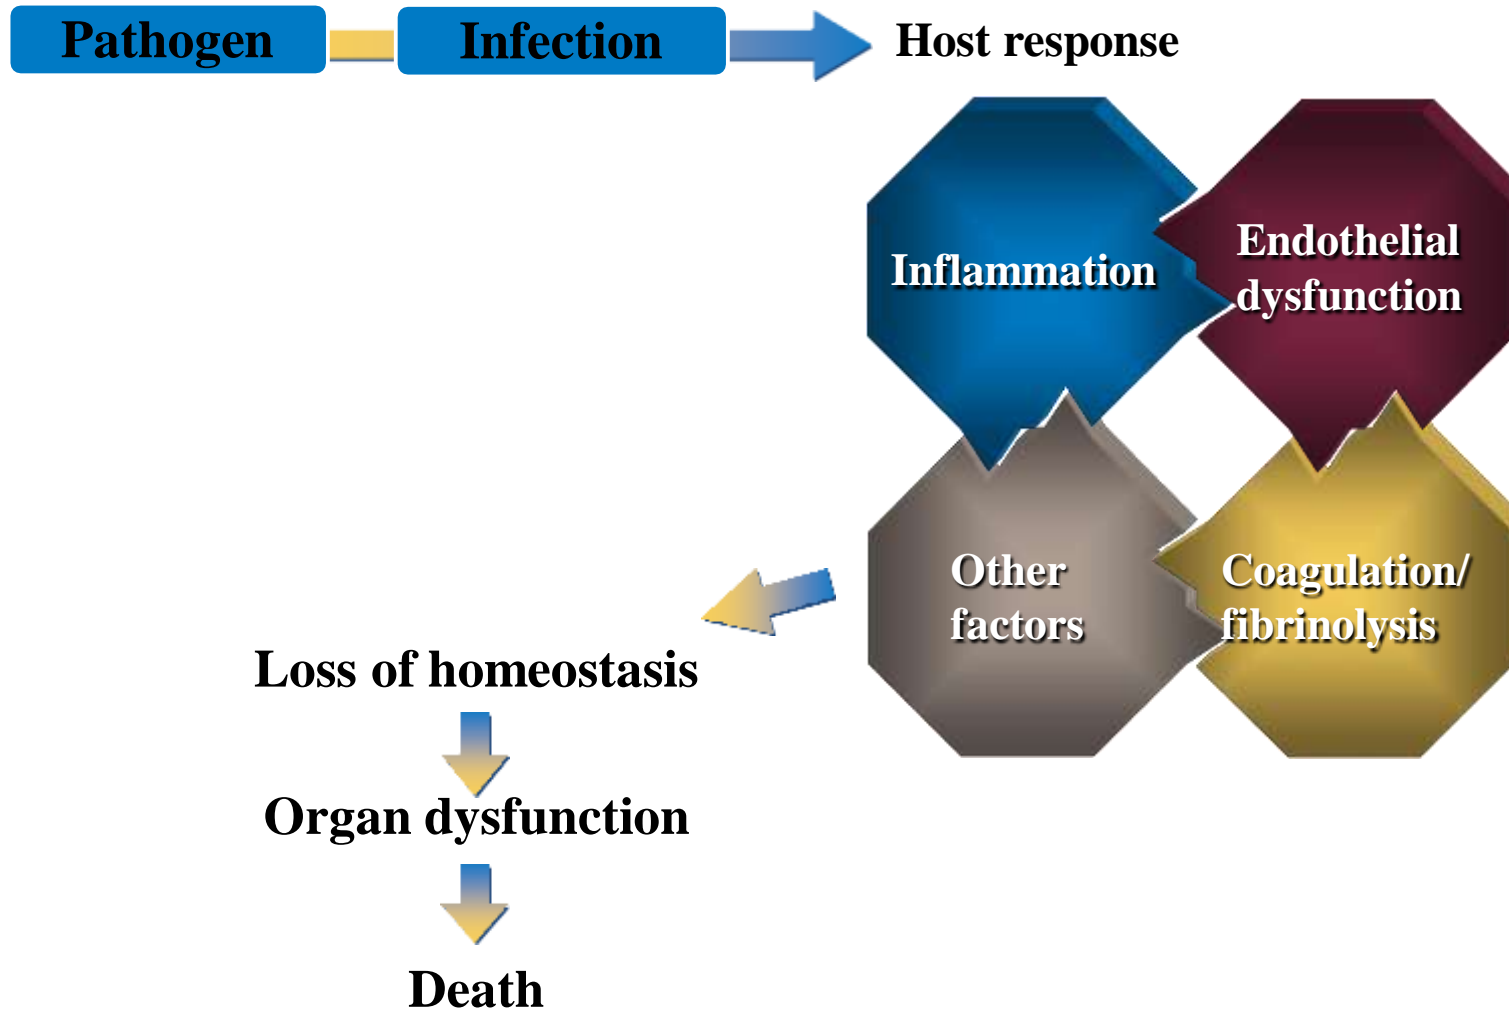 Pathogen
Infection
Host response
Inflammation
Endothelial
dysfunction
Other
factors
Coagulation/
fibrinolysis
Loss of homeostasis
Organ dysfunction
Death